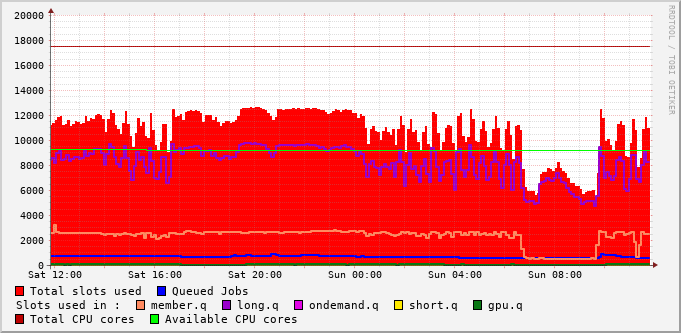 20000
18000
16000
14000
12000
10000
8000
6000
4000
2000
0
Sat 12:00 Sat 16:00 Sat 20:00 Sun 00:00 Sun 04:00 Sun 08:00
RRDTOOL / TOBI OETIKER
Total slots used Queued Jobs
Slots used in : member.q long.q ondemand.q short.q gpu.q
Total CPU cores Available CPU cores